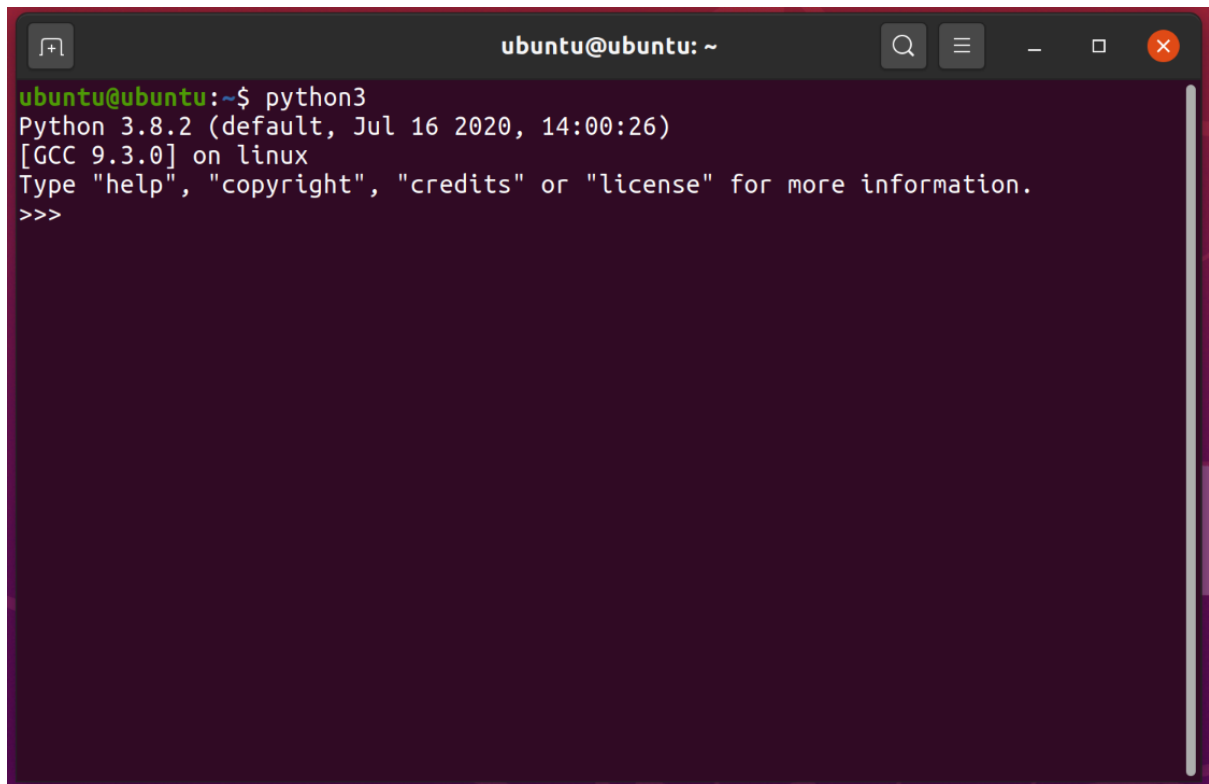 ubuntu@ubuntu: ~
ubuntu@ubuntu:~$ python3
Python 3.8.2 (default, Jul 16 2020, 14:00:26)
[GCC 9.3.0] on linux
Type "help", "copyright", "credits" or "license" for more information.
>>>